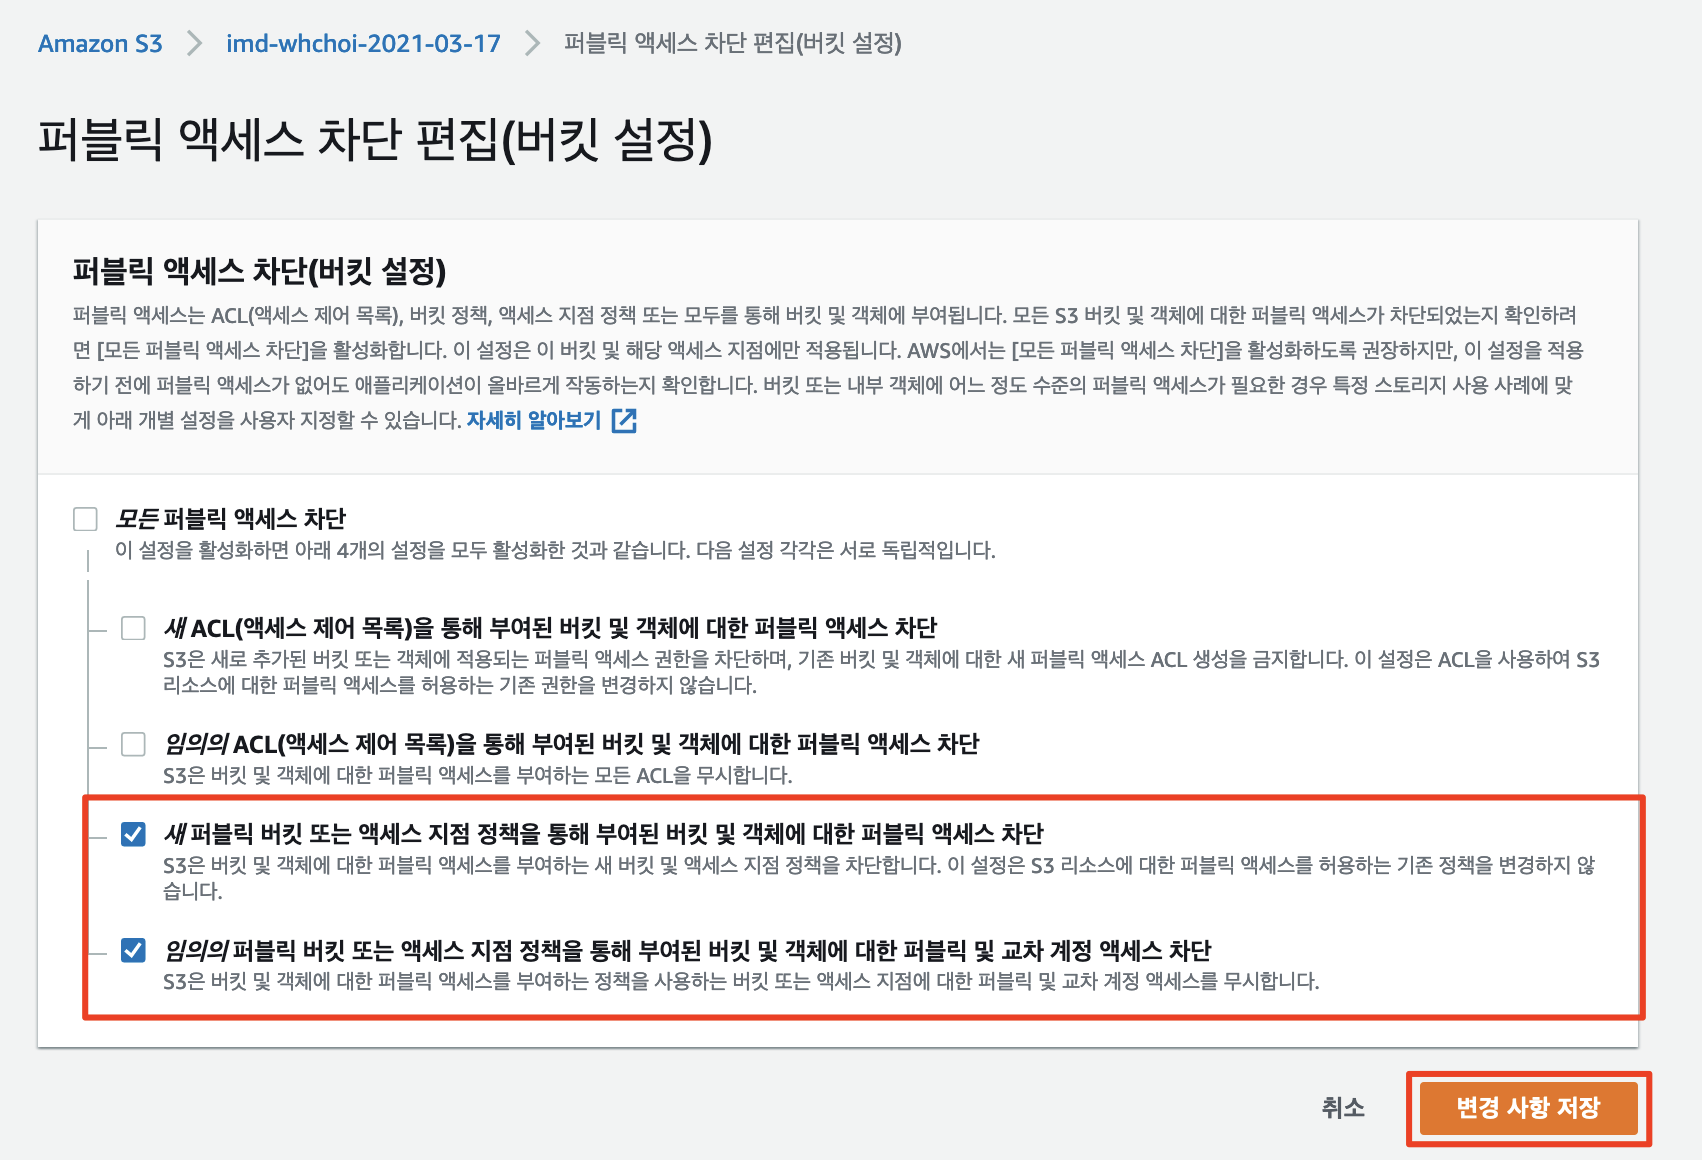 Amazon S3 > imd-whchoi-2021-03-17 > 퍼블릭 액세스 차단 편집(버킷 설정)
퍼블릭 액세스 차단 편집(버킷 설정)
퍼블릭 액세스 차단(버킷 설정)
퍼블릭 액세스는 ACL(액세스 제어 목록), 버킷 정책, 액세스 지점 정책 또는 모두를 통해 버킷 및 객체에 부여됩니다. 모든 S3 버킷 및 객체에 대한 퍼블릭 액세스가 차단되었는지 확인하려
면 [모든 퍼블릭 액세스 차단]을 활성화합니다. 이 설정은 이 버킷 및 해당 액세스 지점에만 적용됩니다. AWS에서는 [모든 퍼블릭 액세스 차단]을 활성화하도록 권장하지만, 이 설정을 적용
하기 전에 퍼블릭 액세스가 없어도 애플리케이션이 올바르게 작동하는지 확인합니다. 버킷 또는 내부 객체에 어느 정도 수준의 퍼블릭 액세스가 필요한 경우 특정 스토리지 사용 사례에 맞
게 아래 개별 설정을 사용자 지정할 수 있습니다. 자세히 알아보기
모든 퍼블릭 액세스 차단
이 설정을 활성화하면 아래 4개의 설정을 모두 활성화한 것과 같습니다. 다음 설정 각각은 서로 독립적입니다.
새 ACL(액세스 제어 목록)을 통해 부여된 버킷 및 객체에 대한 퍼블릭 액세스 차단
S3은 새로 추가된 버킷 또는 객체에 적용되는 퍼블릭 액세스 권한을 차단하며, 기존 버킷 및 객체에 대한 새 퍼블릭 액세스 ACL 생성을 금지합니다. 이 설정은 ACL을 사용하여 S3
리소스에 대한 퍼블릭 액세스를 허용하는 기존 권한을 변경하지 않습니다.
임의의 ACL(액세스 제어 목록)을 통해 부여된 버킷 및 객체에 대한 퍼블릭 액세스 차단
S3은 버킷 및 객체에 대한 퍼블릭 액세스를 부여하는 모든 ACL을 무시합니다.
새 퍼블릭 버킷 또는 액세스 지점 정책을 통해 부여된 버킷 및 객체에 대한 퍼블릭 액세스 차단
S3은 버킷 및 객체에 대한 퍼블릭 액세스를 부여하는 새 버킷 및 액세스 지점 정책을 차단합니다. 이 설정은 S3 리소스에 대한 퍼블릭 액세스를 허용하는 기존 정책을 변경하지 않
습니다.
임의의 퍼블릭 버킷 또는 액세스 지점 정책을 통해 부여된 버킷 및 객체에 대한 퍼블릭 및 교차 계정 액세스 차단
S3은 버킷 및 객체에 대한 퍼블릭 액세스를 부여하는 정책을 사용하는 버킷 또는 액세스 지점에 대한 퍼블릭 및 교차 계정 액세스를 무시합니다.
취소
변경 사항 저장